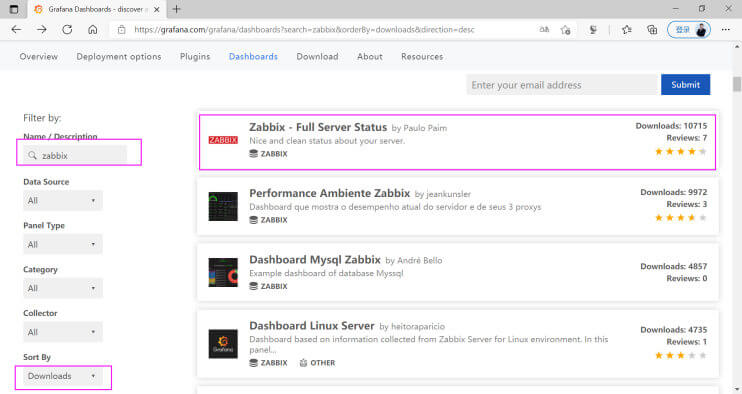 Grafana Dashboards - discover a
https://grafana.com/grafana/dashboards?search=zabbix&orderBy=downloads&direction=desc
登录
Overview Deployment options Plugins Dashboards Download About Resources
Enter your email address Submit
Filter by:
Name / Description
zabbix
Data Source
All
Panel Type
All
Category
All
Collector
All
Sort By
Downloads
ZABBIX
Zabbix - Full Server Status by Paulo Paim
Nice and clean status about your server.
ZABBIX
Downloads: 10715
Reviews: 7
Performance Ambiente Zabbix by jeankunsler
Dashboard que mostra o desempenho atual do servidor e de seus 3 proxys
ZABBIX
Downloads: 9972
Reviews: 3
Dashboard Mysql Zabbix by André Bello
Example dashboard of database Myssql
ZABBIX
Downloads: 4857
Reviews: 0
Grafana
Dashboard Linux Server by heitoraparicio
Dashboard based on information collected from Zabbix Server for Linux environment. In this
panel...
ZABBIX OTHER
Downloads: 4735
Reviews: 1